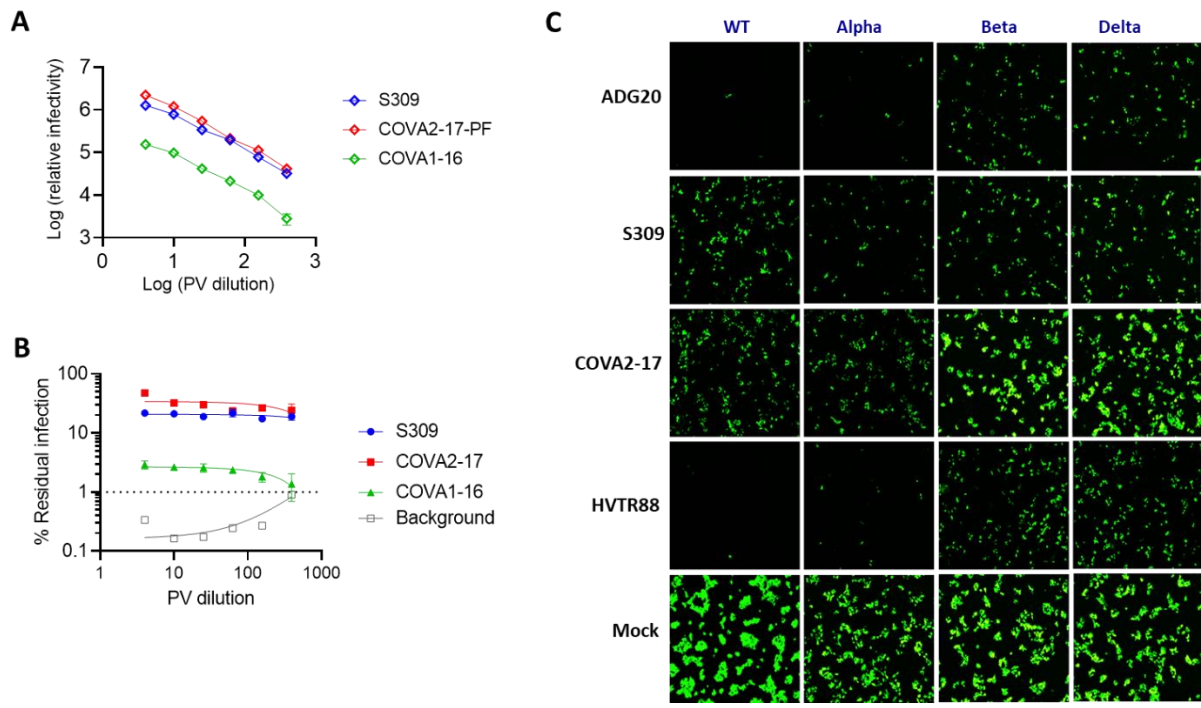 A
Log (relative infectivity)
7
6
5
4
3
0
1
2
3
Log (PV dilution)
S309
COVA2-17-PF
COVA1-16
B
% Residual infection
100
10
1
0.1
1
10
100
1000
PV dilution
S309
COVA2-17
COVA1-16
Background
C
WT Alpha Beta Delta
ADG20
S309
COVA2-17
HVTR88
Mock